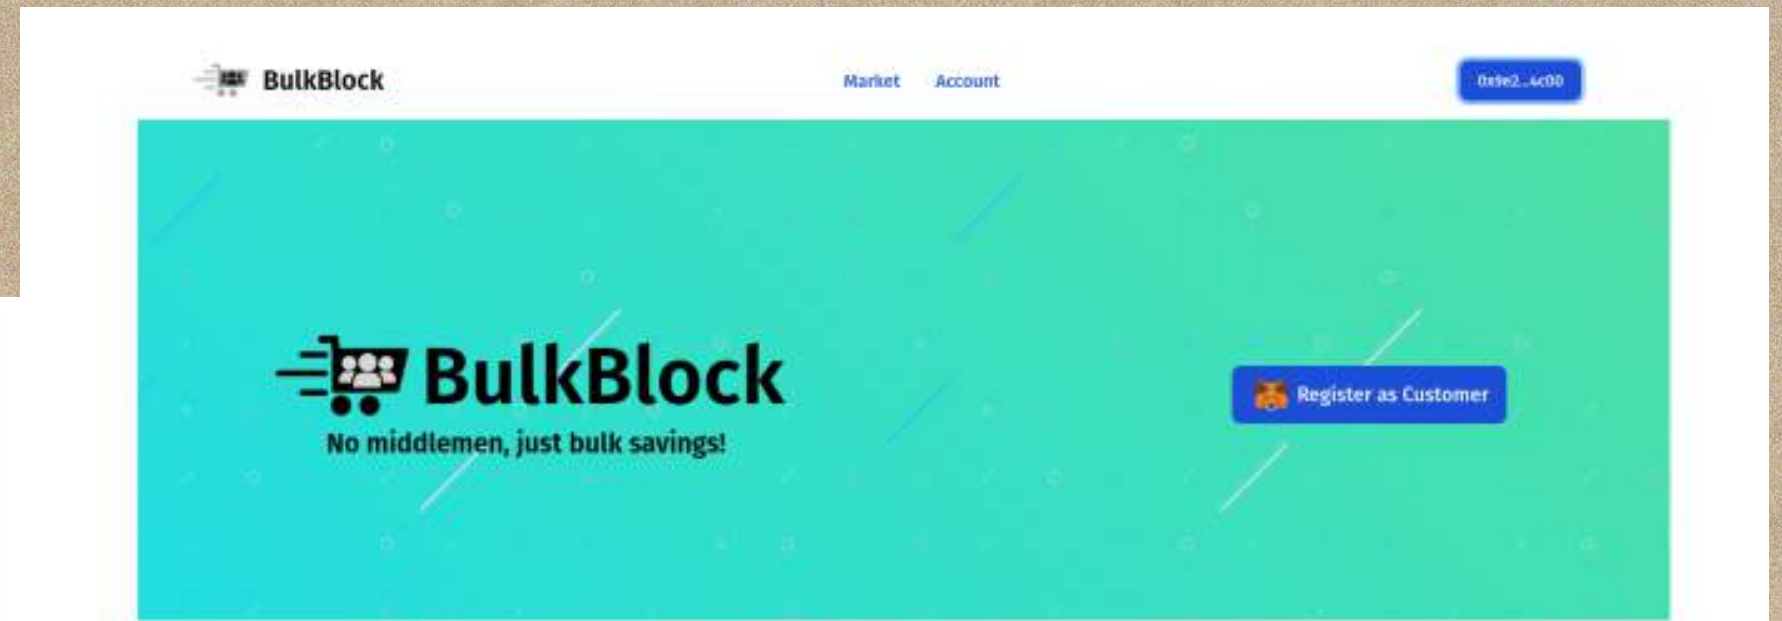 BulkBlock
Market
Account
BulkBlock
No middlemen, just bulk savings!
Register as Customer